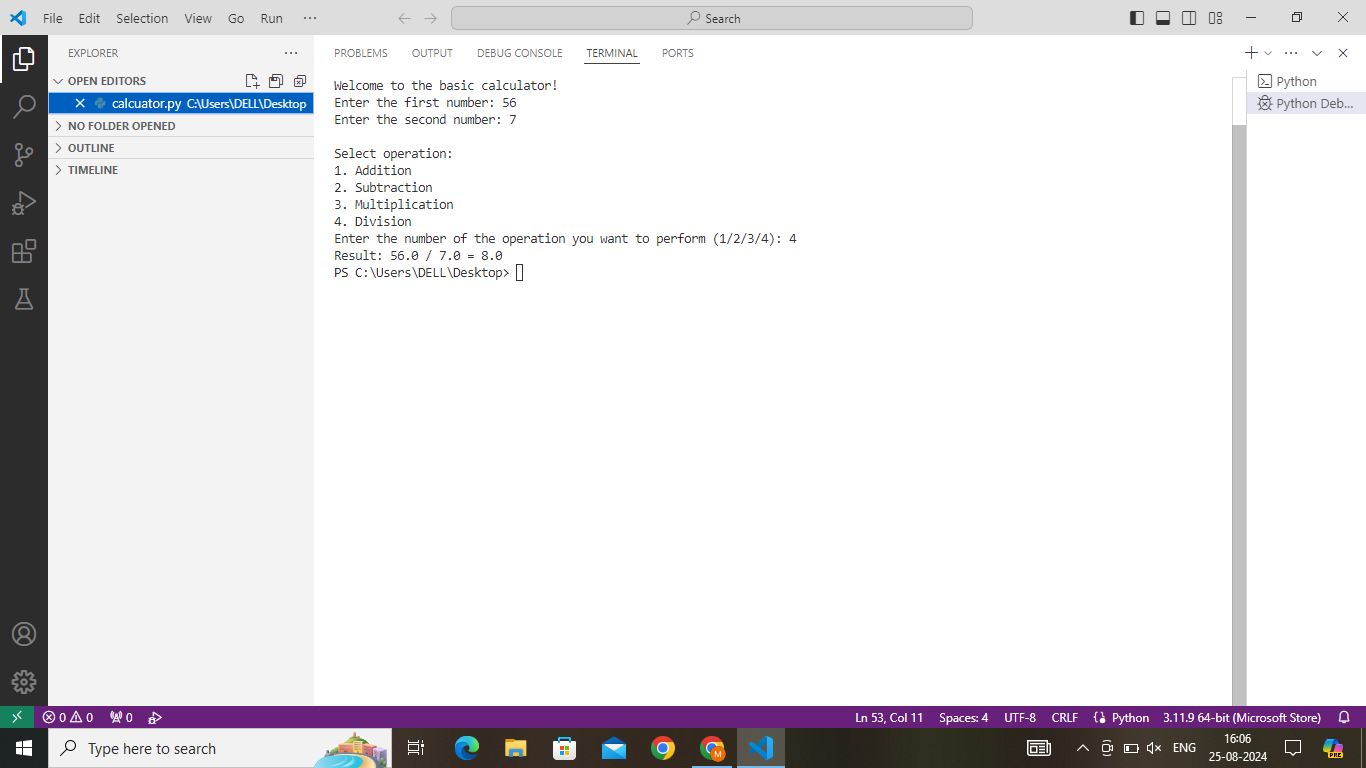 File Edit Selection View Go Run ···
Search
EXPLORER ···
OPEN EDITORS
calcuator.py C:\Users\DELL\Desktop
NO FOLDER OPENED
OUTLINE
TIMELINE
PROBLEMS OUTPUT DEBUG CONSOLE TERMINAL PORTS
Welcome to the basic calculator!
Enter the first number: 56
Enter the second number: 7
Select operation:
1. Addition
2. Subtraction
3. Multiplication
4. Division
Enter the number of the operation you want to perform (1/2/3/4): 4
Result: 56.0 / 7.0 = 8.0
PS C:\Users\DELL\Desktop>
Python
Python Deb...
0 0 0
Ln 53, Col 11 Spaces: 4 UTF-8 CRLF Python 3.11.9 64-bit (Microsoft Store)
Type here to search
M
ENG
16:06
25-08-2024
PRE